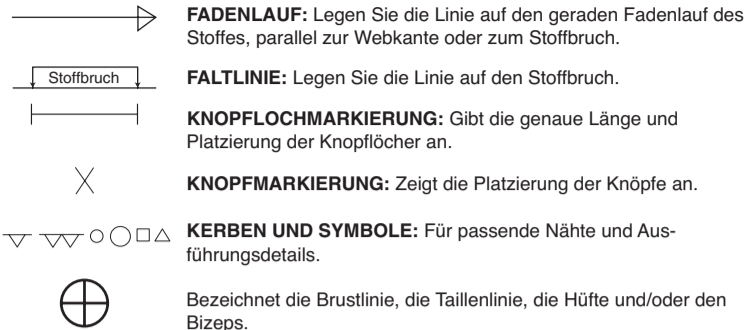 FADENLAUF: Legen Sie die Linie auf den geraden Fadenlauf des
Stoffes, parallel zur Webkante oder zum Stoffbruch.
Stoffbruch
FALTLINIE: Legen Sie die Linie auf den Stoffbruch.
KNOPFLOCHMARKIERUNG: Gibt die genaue Länge und
Platzierung der Knopflöcher an.
KNOPFMARKIERUNG: Zeigt die Platzierung der Knöpfe an.
KERBEN UND SYMBOLE: Für passende Nähte und Aus-
führungsdetails.
Bezeichnet die Brustlinie, die Taillenlinie, die Hüfte und/oder den
Bizeps.